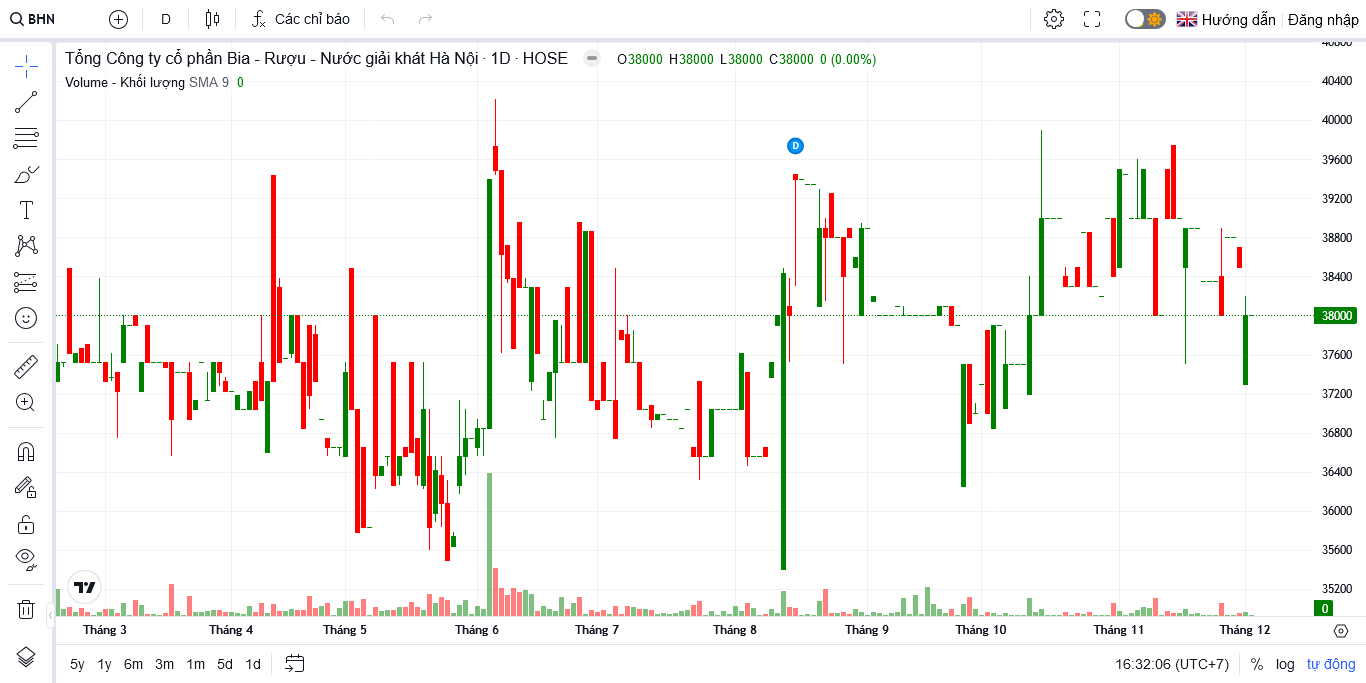 BHN D Các chỉ báo Hướng dẫn Đăng nhập
Tổng Công ty cổ phần Bia - Rượu - Nước giải khát Hà Nội · 1D · HOSE O38000 H38000 L38000 C38000 0 (0.00%)
Volume - Khối lượng SMA 9 0
D
40800
40400
40000
39600
39200
38800
38400
38000
37600
37200
36800
36400
36000
35600
35200
0
Tháng 3 Tháng 4 Tháng 5 Tháng 6 Tháng 7 Tháng 8 Tháng 9 Tháng 10 Tháng 11 Tháng 12
5y 1y 6m 3m 1m 5d 1d 16:32:06 (UTC+7) % log tự động